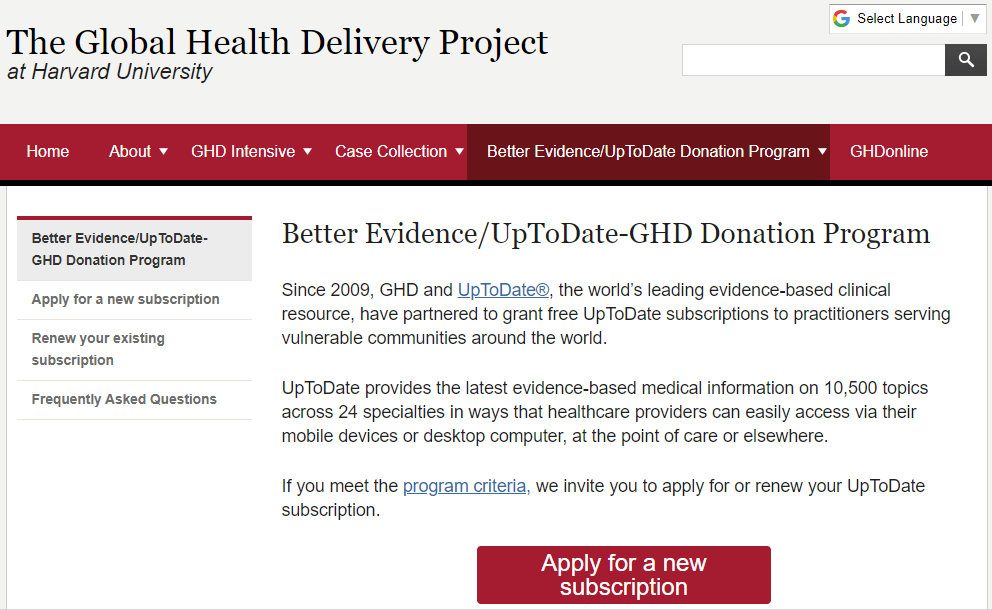 Select Language
The Global Health Delivery Project
at Harvard University
Home
About
GHD Intensive
Case Collection
Better Evidence/UpToDate Donation Program
GHDonline
Better Evidence/UpToDate-
GHD Donation Program
Apply for a new subscription
Renew your existing
subscription
Frequently Asked Questions
Better Evidence/UpToDate-GHD Donation Program
Since 2009, GHD and UpToDate®, the world’s leading evidence-based clinical
resource, have partnered to grant free UpToDate subscriptions to practitioners serving
vulnerable communities around the world.
UpToDate provides the latest evidence-based medical information on 10,500 topics
across 24 specialties in ways that healthcare providers can easily access via their
mobile devices or desktop computer, at the point of care or elsewhere.
If you meet the program criteria, we invite you to apply for or renew your UpToDate
subscription.
Apply for a new
subscription